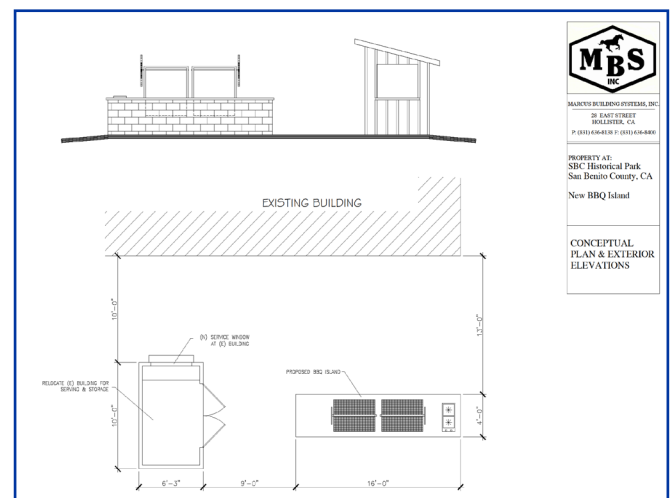 MBS
INC
MARCUS BUILDING SYSTEMS, INC.
28 EAST STREET
HOLLISTER, CA
P: (831) 636-8138 F: (831) 636-8400
PROPERTY AT:
SBC Historical Park
San Benito County, CA
New BBQ Island
CONCEPTUAL
PLAN & EXTERIOR
ELEVATIONS
EXISTING BUILDING
10'-0"
13'-0"
(N) SERVICE WINDOW
AT (E) BUILDING
PROPOSED BBQ ISLAND
RELOCATE (E) BUILDING FOR
SERVING & STORAGE
10'-0"
4'-0"
6'-3"
9'-0"
16'-0"